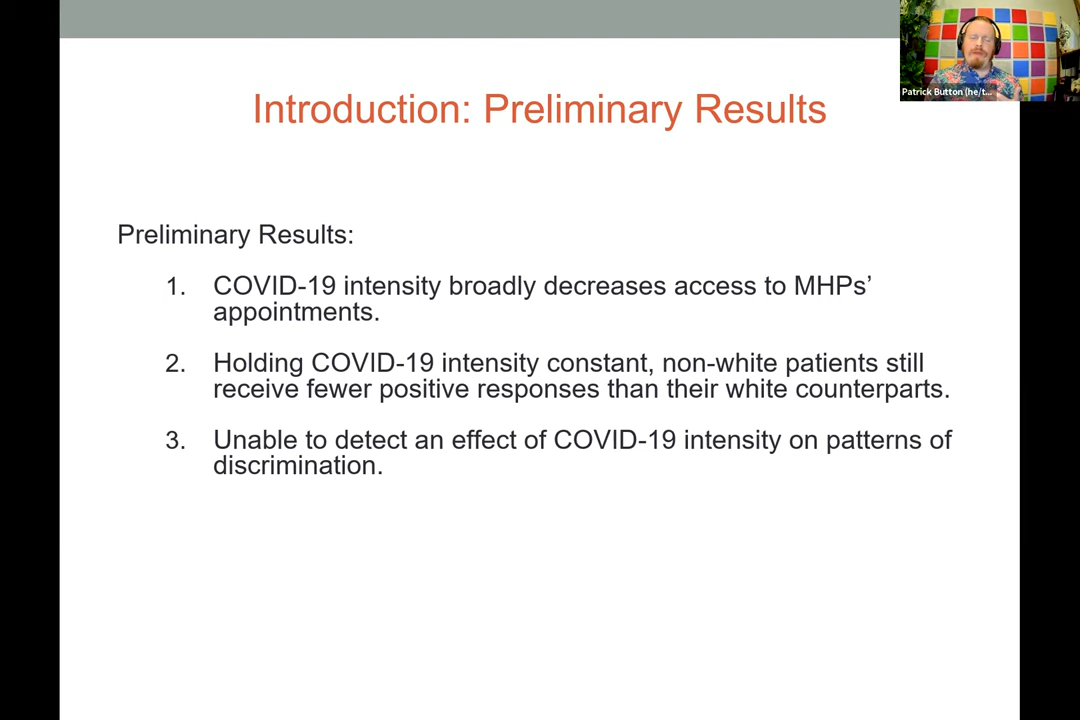 Patrick Button (he/t...
Introduction: Preliminary Results
Preliminary Results:
1. COVID-19 intensity broadly decreases access to MHPs’
appointments.
2. Holding COVID-19 intensity constant, non-white patients still
receive fewer positive responses than their white counterparts.
3. Unable to detect an effect of COVID-19 intensity on patterns of
discrimination.